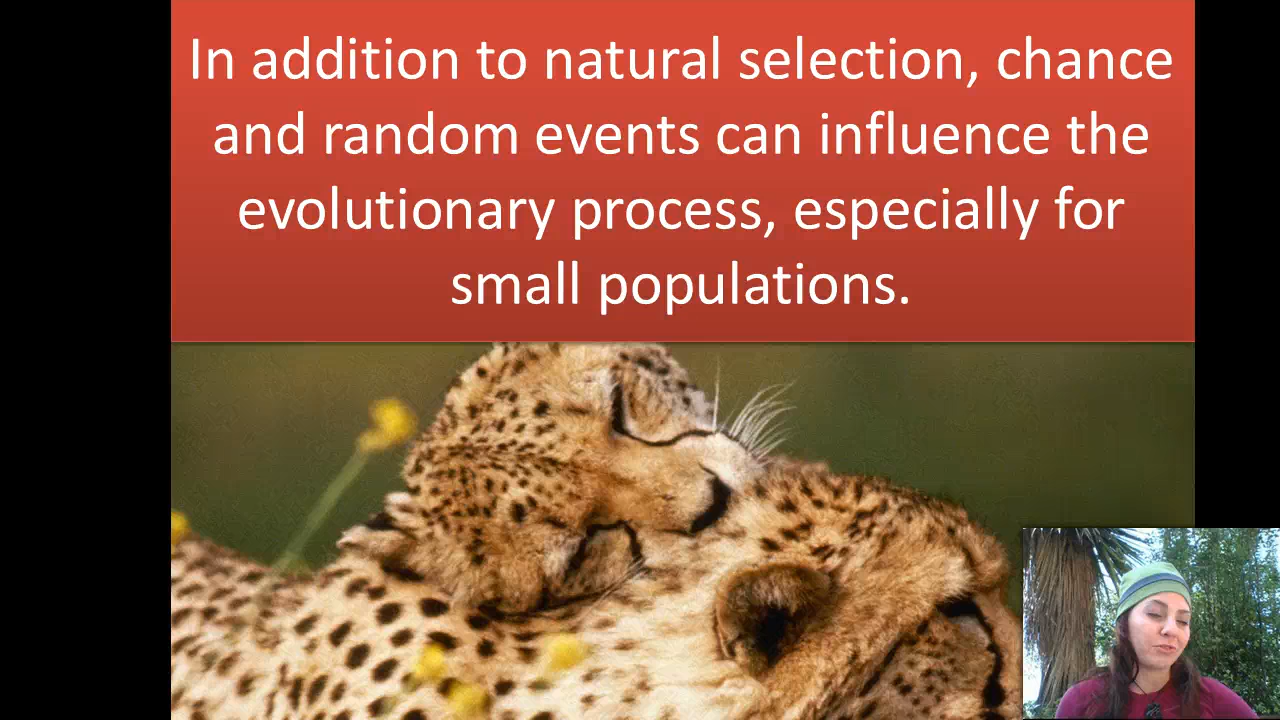 In addition to natural selection, chance
and random events can influence the
evolutionary process, especially for
small populations.